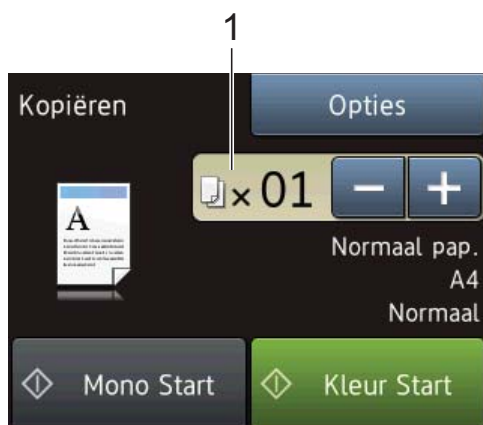 1
Kopiëren
Opties
× 01 − +
A
Normaal pap.
A4
Normaal
Mono Start
Kleur Start